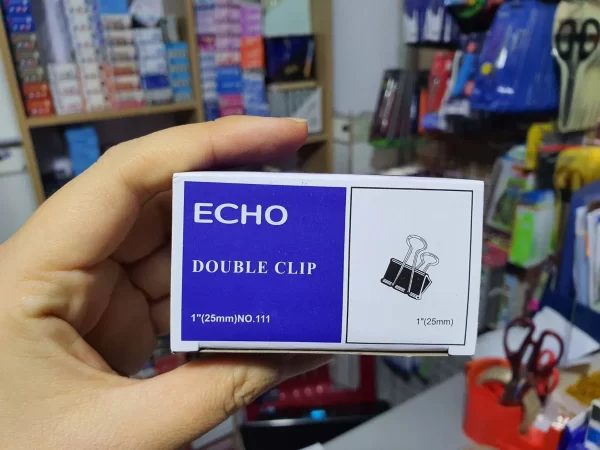 ECHO
DOUBLE CLIP
1"(25mm)NO.111
1"(25mm)